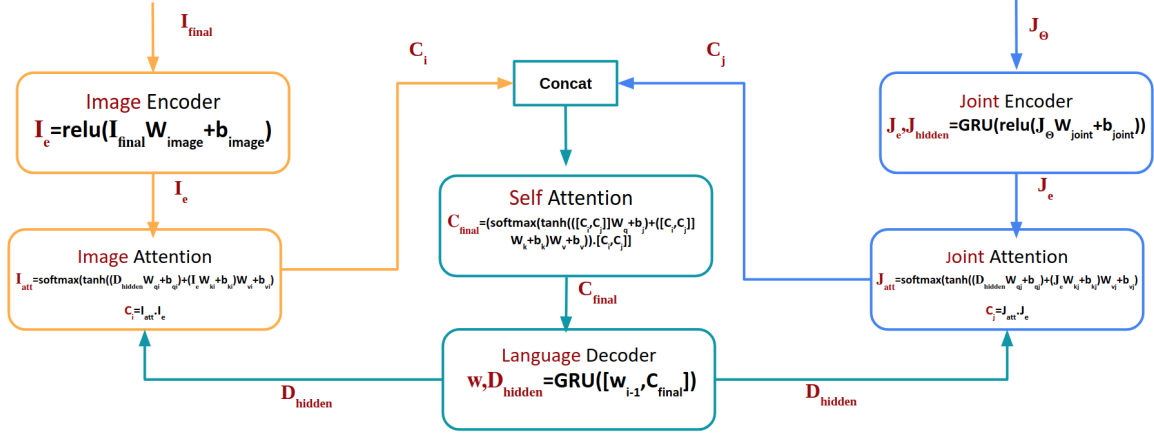 I_final
J_Θ
C_i
C_j
Concat
Image Encoder
I_e=relu(I_final W_image+b_image)
Joint Encoder
J_e,J_hidden=GRU(relu(J_Θ W_joint+b_joint))
I_e
J_e
Self Attention
C_final=(softmax(tanh(([C_i,C_j]]W_q+b_j)+([C_i,C_j]]
W_k+b_k)W_v+b_v)).[C_i,C_j]]
Image Attention
I_att=softmax(tanh((D_hidden W_qi+b_qi)+(I_e W_ki+b_ki)W_vi+b_vi)
C_i=I_att.I_e
Joint Attention
J_att=softmax(tanh((D_hidden W_qj+b_qj)+(J_e W_kj+b_kj)W_vj+b_vj)
C_j=J_att.J_e
C_final
Language Decoder
w,D_hidden=GRU([w_i-1,C_final])
D_hidden
D_hidden